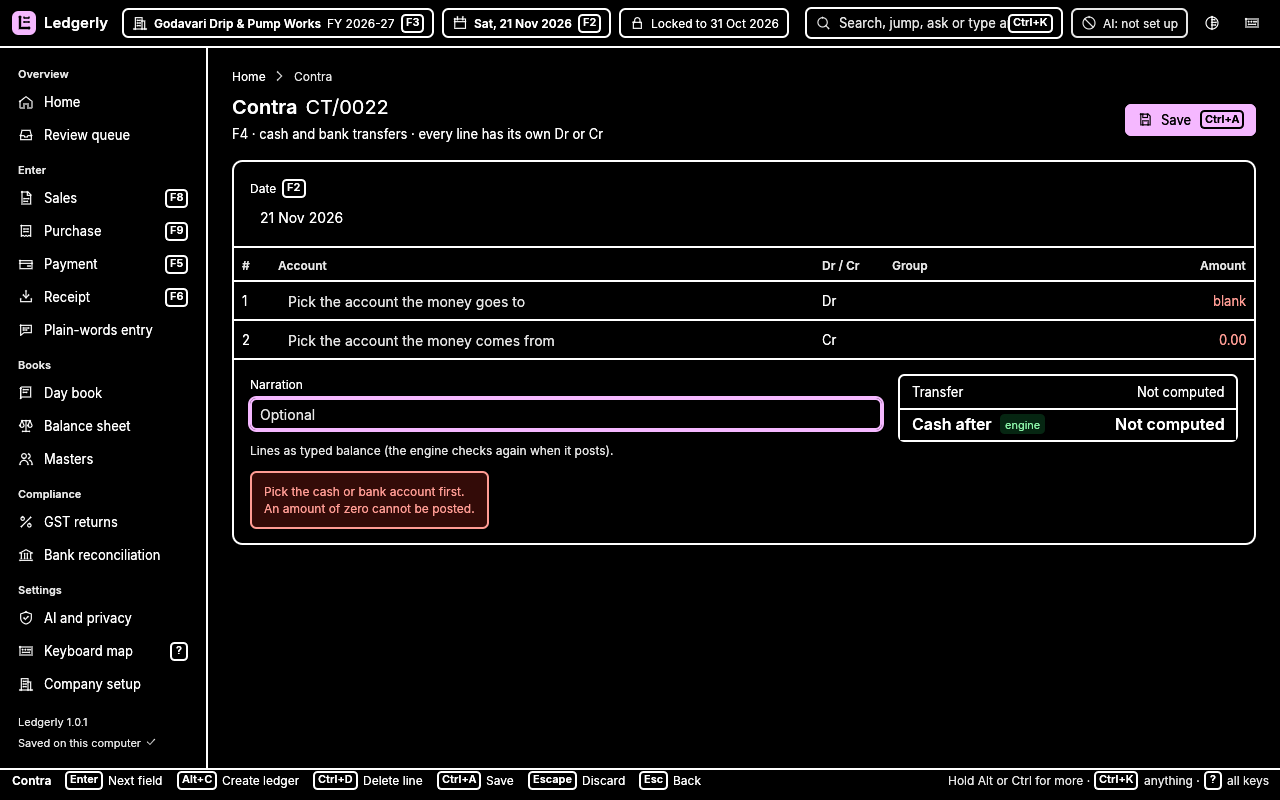 Ledgerly
Godavari Drip & Pump Works FY 2026-27 F3
Sat, 21 Nov 2026 F2
Locked to 31 Oct 2026
Search, jump, ask or type a Ctrl+K
AI: not set up
Overview
Home
Review queue
Enter
Sales F8
Purchase F9
Payment F5
Receipt F6
Plain-words entry
Books
Day book
Balance sheet
Masters
Compliance
GST returns
Bank reconciliation
Settings
AI and privacy
Keyboard map ?
Company setup
Ledgerly 1.0.1
Saved on this computer
Home > Contra
Contra CT/0022
F4 · cash and bank transfers · every line has its own Dr or Cr
Save Ctrl+A
Date F2
21 Nov 2026
# Account Dr / Cr Group Amount
1 Pick the account the money goes to Dr blank
2 Pick the account the money comes from Cr 0.00
Narration
Optional
Lines as typed balance (the engine checks again when it posts).
Pick the cash or bank account first.
An amount of zero cannot be posted.
Transfer Not computed
Cash after engine Not computed
Contra Enter Next field Alt+C Create ledger Ctrl+D Delete line Ctrl+A Save Escape Discard Esc Back
Hold Alt or Ctrl for more · Ctrl+K anything · ? all keys